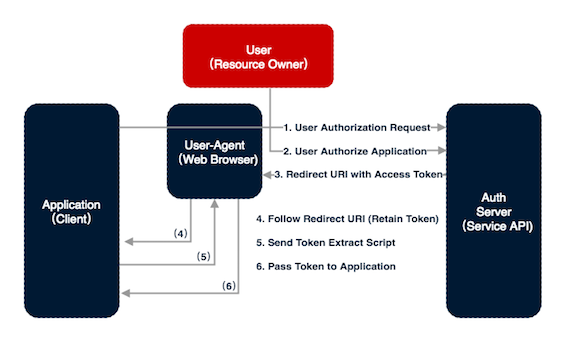 User
(Resource Owner)
User-Agent
(Web Browser)
1. User Authorization Request
2. User Authorize Application
3. Redirect URI with Access Token
Application
(Client)
Auth
Server
(Service API)
4. Follow Redirect URI (Retain Token)
(4)
5. Send Token Extract Script
(5)
6. Pass Token to Application
(6)